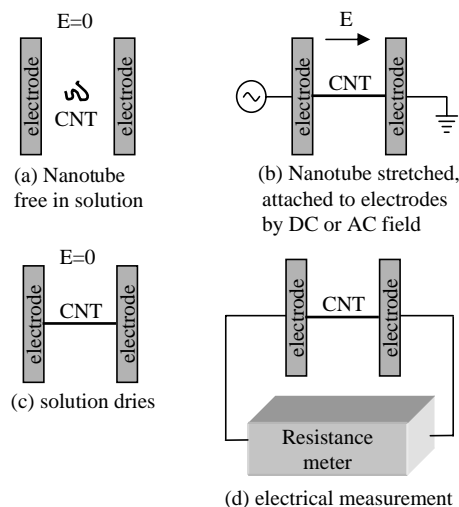 E=0
electrode
CNT
electrode
(a) Nanotube
free in solution
E
electrode
CNT
electrode
(b) Nanotube stretched,
attached to electrodes
by DC or AC field
E=0
electrode
CNT
electrode
(c) solution dries
electrode
CNT
electrode
Resistance
meter
(d) electrical measurement